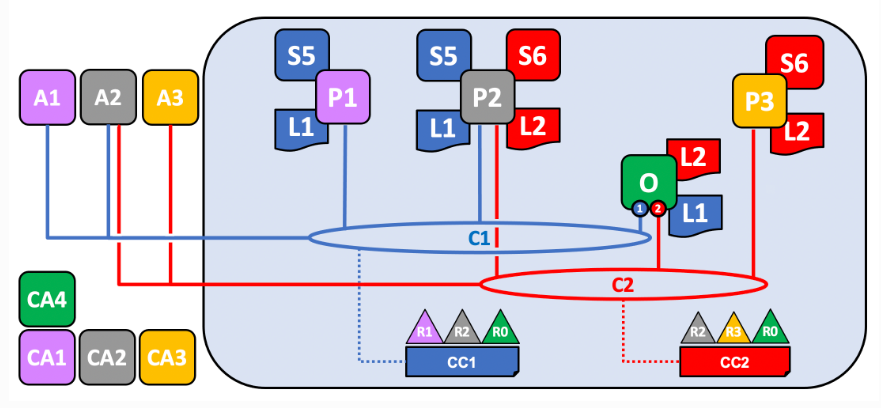 S5
S5
S6
S6
A1
A2
A3
P1
P2
P3
L1
L1
L2
L2
L2
O
1
2
L1
C1
C2
CA4
R1
R2
R0
R2
R3
R0
CA1
CA2
CA3
CC1
CC2